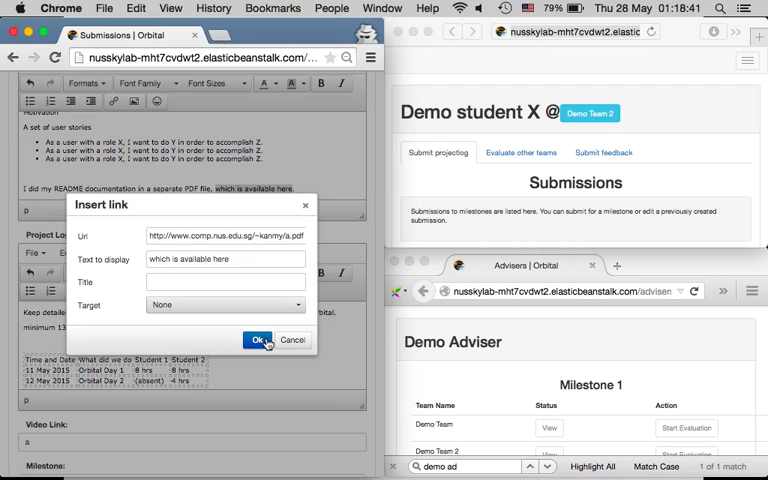 Chrome File Edit View History Bookmarks People Window Help 79% Thu 28 May 01:18:41
Submissions | Orbital
nusskylab-mht7cvdwt2.elasticbeanstalk.com/...
Formats Font Family Font Sizes A A B I
Motivation
A set of user stories
• As a user with a role X, I want to do Y in order to accomplish Z.
• As a user with a role X, I want to do Y in order to accomplish Z.
• As a user with a role X, I want to do Y in order to accomplish Z.
I did my README documentation in a separate PDF file, which is available here.
p
Insert link
Url http://www.comp.nus.edu.sg/~kanmy/a.pdf
Text to display which is available here
Title
Target None
Ok Cancel
Project Log
File
B I
Keep detailed
rbital.
minimum 13
Time and Date What did we do Student 1 Student 2
11 May 2015 Orbital Day 1 8 hrs 8 hrs
12 May 2015 Orbital Day 2 (absent) 4 hrs
p
Video Link:
a
Milestone:
nusskylab-mht7cvdwt2.elasticbeanstalk.com
Demo student X @ Demo Team 2
Submit projectlog Evaluate other teams Submit feedback
Submissions
Submissions to milestones are listed here. You can submit for a milestone or edit a previously created
submission.
Advisers | Orbital
nusskylab-mht7cvdwt2.elasticbeanstalk.com/adviser
Demo Adviser
Milestone 1
Team Name Status Action
Demo Team View Start Evaluation
Demo Team 2 View Start Evaluation
demo ad Highlight All Match Case 1 of 1 match